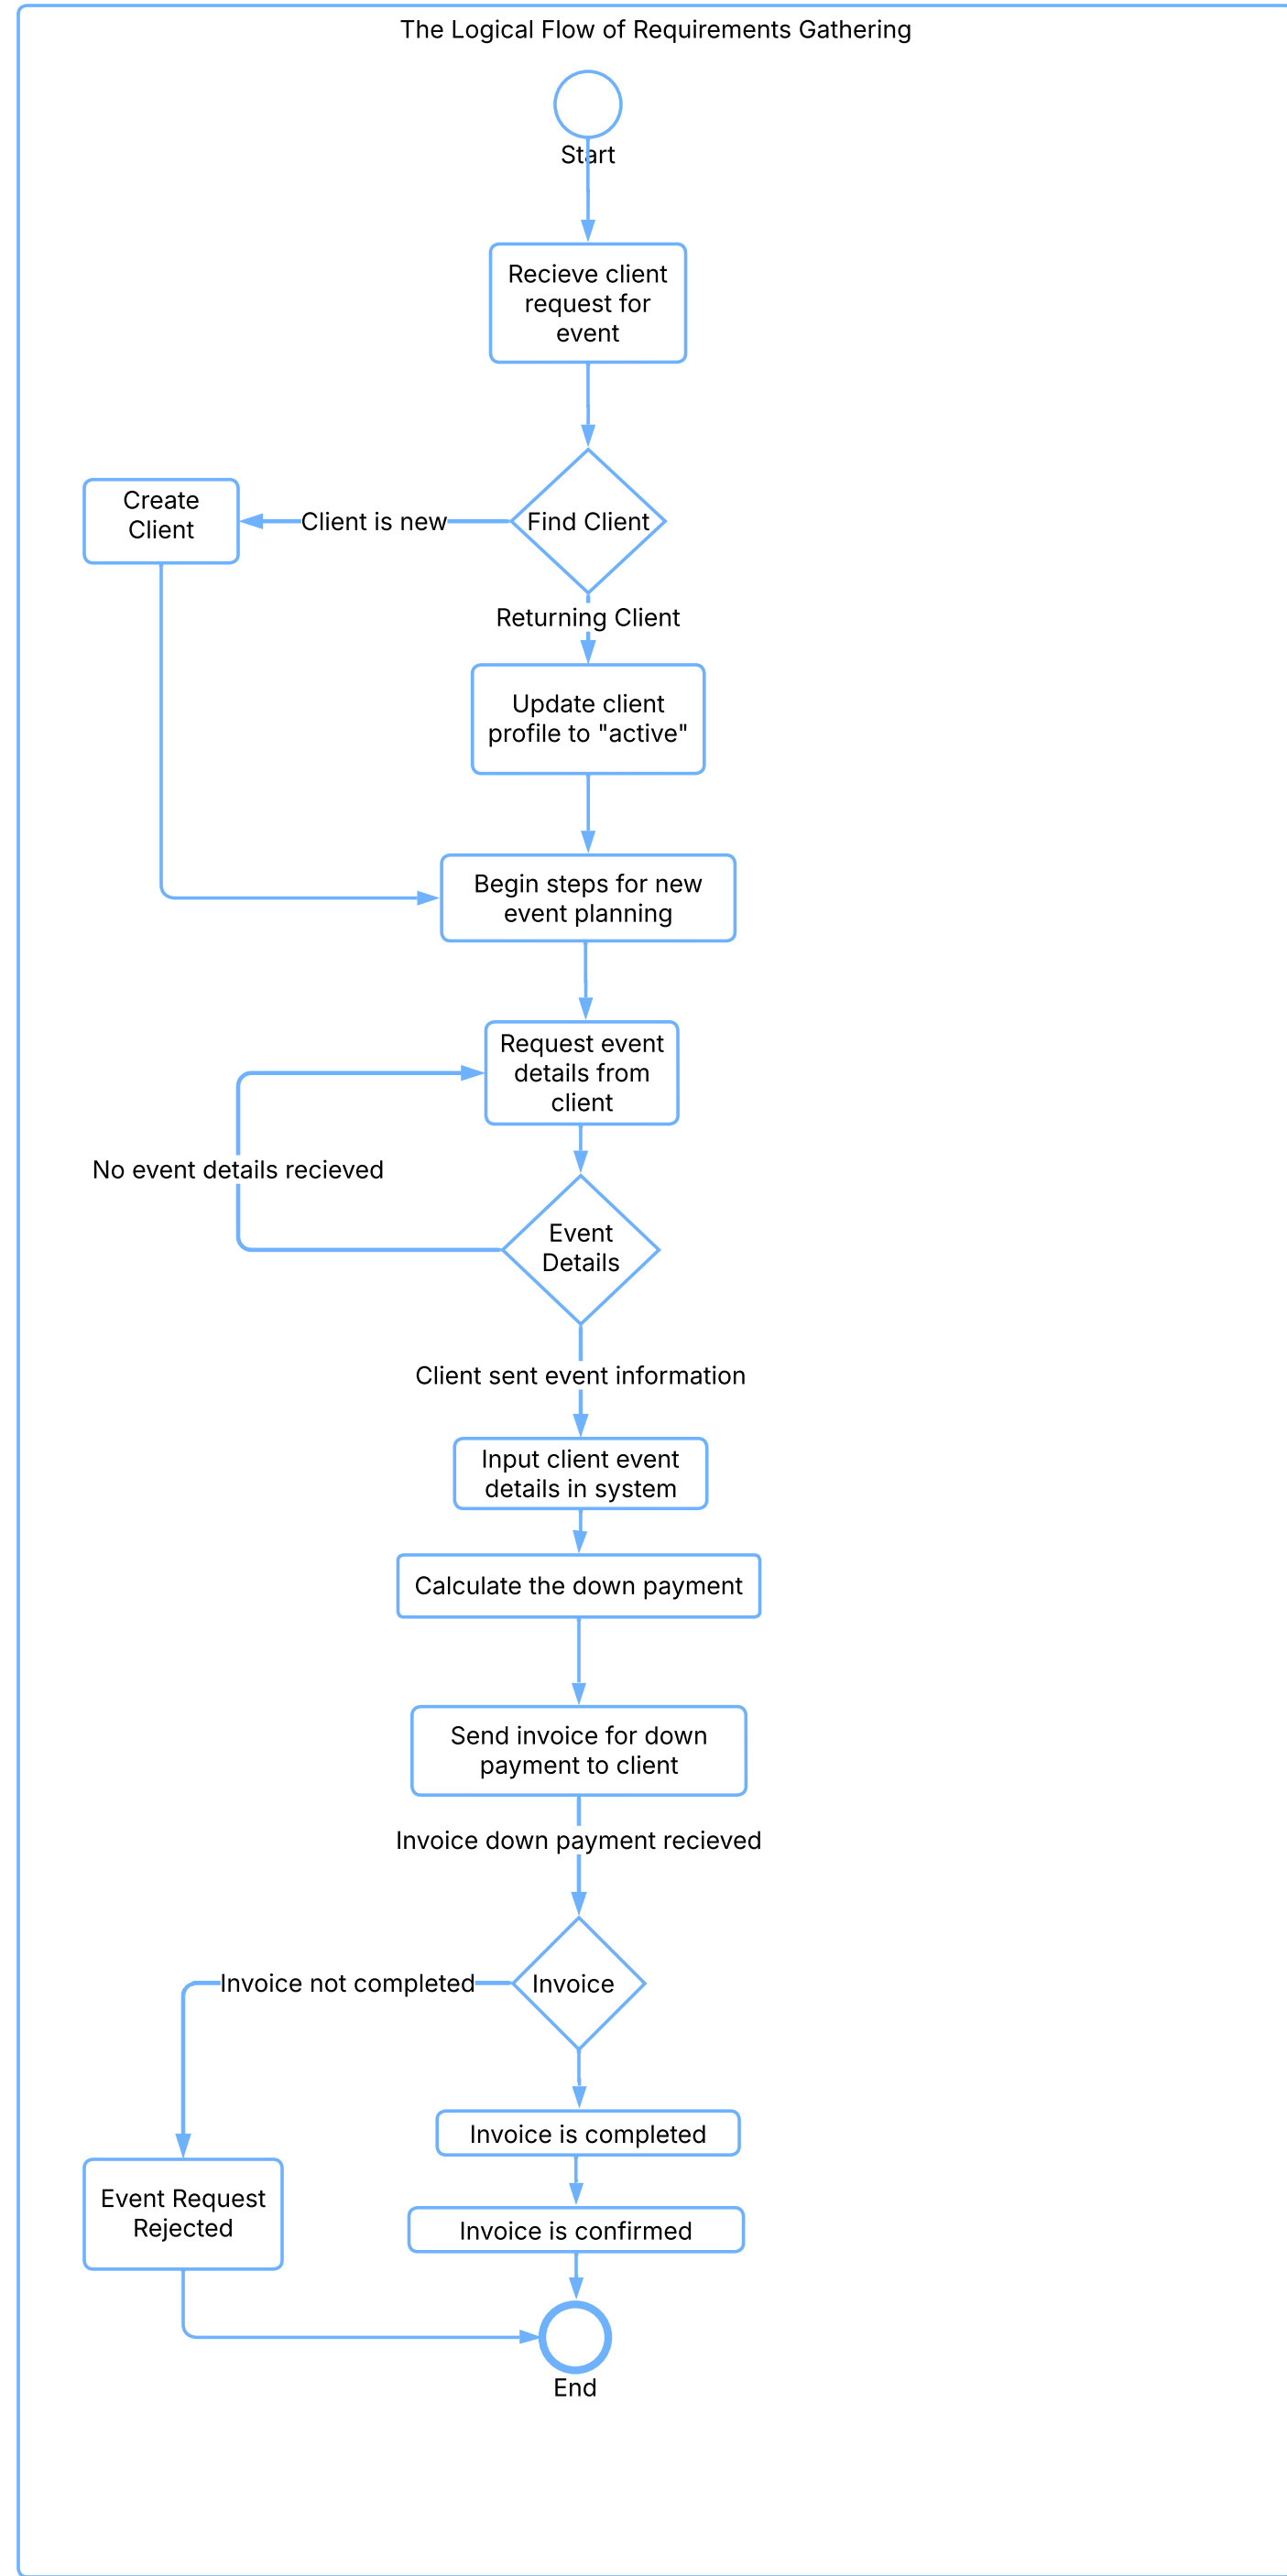 The Logical Flow of Requirements Gathering
Start
Recieve client
request for
event
Create
Client
Client is new
Find Client
Returning Client
Update client
profile to "active"
Begin steps for new
event planning
Request event
details from
client
No event details recieved
Event
Details
Client sent event information
Input client event
details in system
Calculate the down payment
Send invoice for down
payment to client
Invoice down payment recieved
Invoice not completed
Invoice
Invoice is completed
Event Request
Rejected
Invoice is confirmed
End